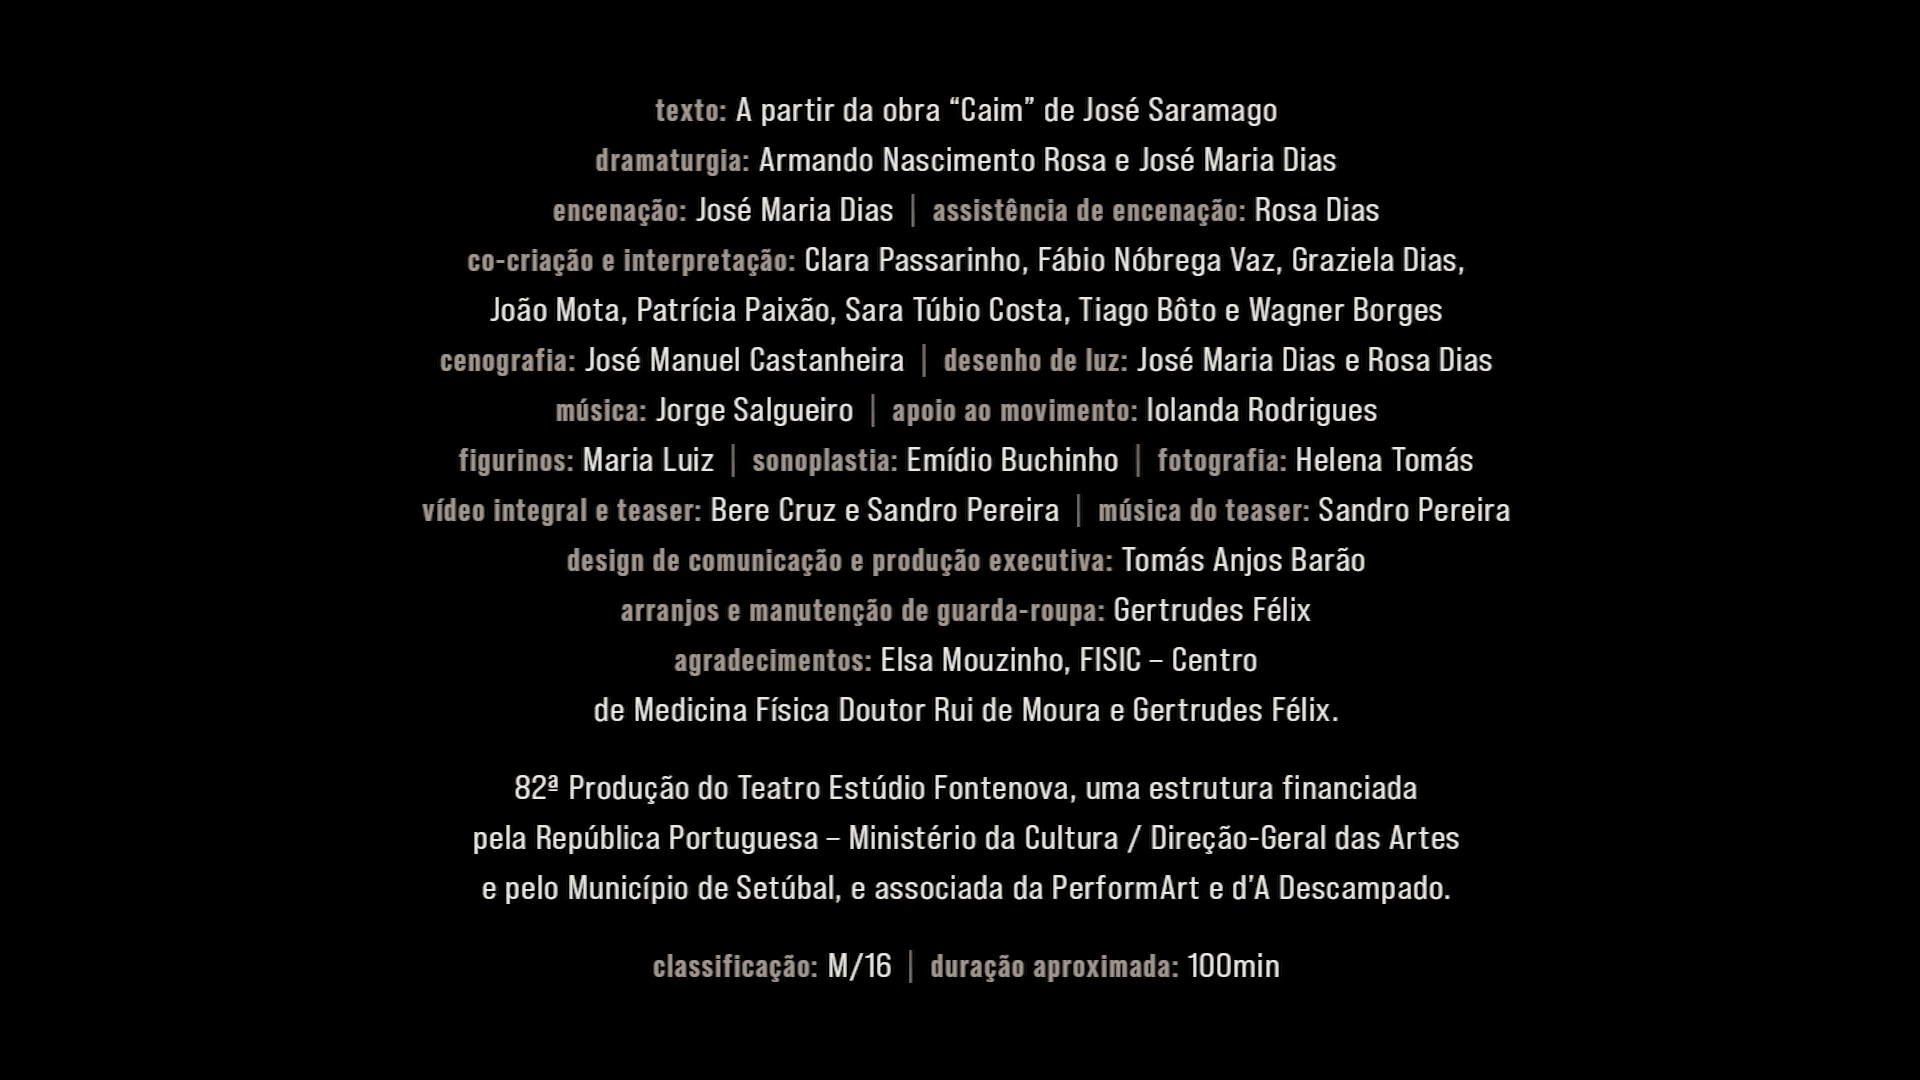 texto: A partir da obra “Caim” de José Saramago
dramaturgia: Armando Nascimento Rosa e José Maria Dias
encenação: José Maria Dias | assistência de encenação: Rosa Dias
co-criação e interpretação: Clara Passarinho, Fábio Nóbrega Vaz, Graziela Dias,
João Mota, Patrícia Paixão, Sara Túbio Costa, Tiago Bôto e Wagner Borges
cenografia: José Manuel Castanheira | desenho de luz: José Maria Dias e Rosa Dias
música: Jorge Salgueiro | apoio ao movimento: Iolanda Rodrigues
figurinos: Maria Luiz | sonoplastia: Emídio Buchinho | fotografia: Helena Tomás
vídeo integral e teaser: Bere Cruz e Sandro Pereira | música do teaser: Sandro Pereira
design de comunicação e produção executiva: Tomás Anjos Barão
arranjos e manutenção de guarda-roupa: Gertrudes Félix
agradecimentos: Elsa Mouzinho, FISIC – Centro
de Medicina Física Doutor Rui de Moura e Gertrudes Félix.
82ª Produção do Teatro Estúdio Fontenova, uma estrutura financiada
pela República Portuguesa – Ministério da Cultura / Direção-Geral das Artes
e pelo Município de Setúbal, e associada da PerformArt e d’A Descampado.
classificação: M/16 | duração aproximada: 100min